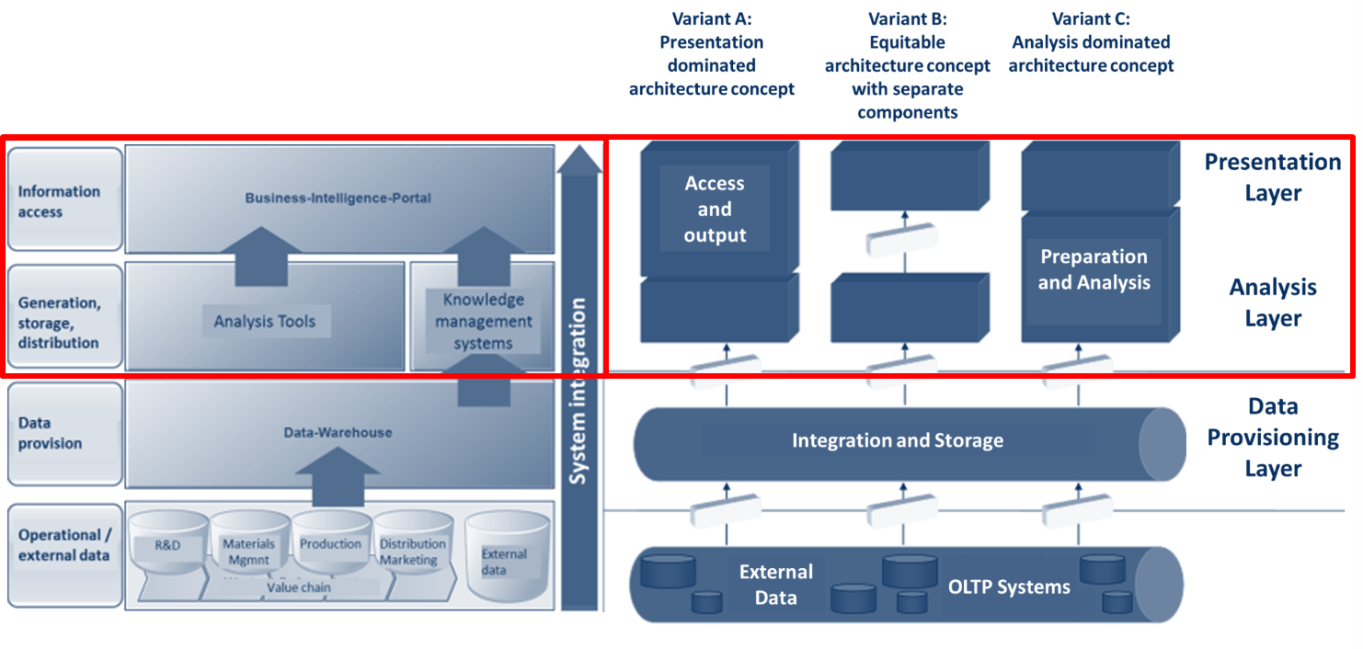 Variant A:
Presentation
dominated
architecture concept
Variant B:
Equitable
architecture concept
with separate
components
Variant C:
Analysis dominated
architecture concept
Information
access
Business-Intelligence-Portal
Generation,
storage,
distribution
Analysis Tools
Knowledge
management
systems
Data
provision
Data-Warehouse
Operational /
external data
R&D
Materials
Mgmnt
Production
Distribution
Marketing
External
data
Value chain
System integration
Access
and
output
Preparation
and Analysis
Presentation
Layer
Analysis
Layer
Integration and Storage
Data
Provisioning
Layer
External
Data
OLTP Systems